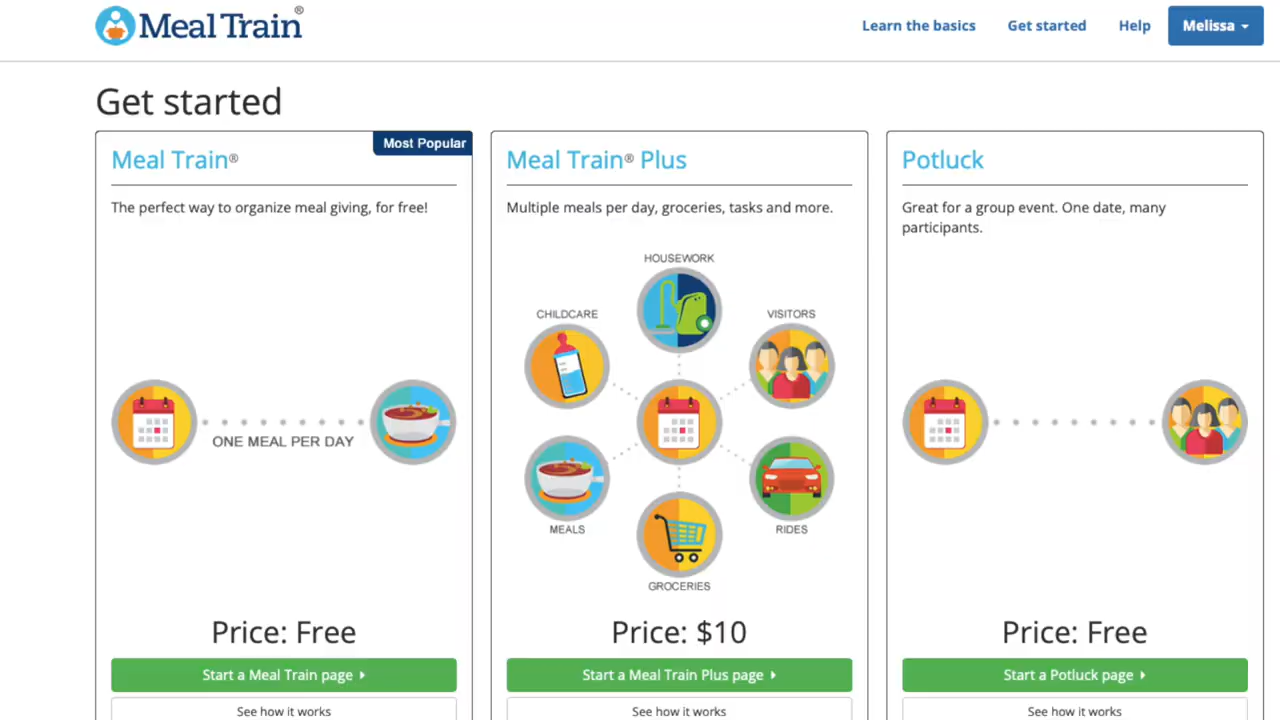 Meal Train®
Learn the basics
Get started
Help
Melissa
Get started
Most Popular
Meal Train®
The perfect way to organize meal giving, for free!
ONE MEAL PER DAY
Price: Free
Start a Meal Train page
See how it works
Meal Train® Plus
Multiple meals per day, groceries, tasks and more.
HOUSEWORK
CHILDCARE
VISITORS
MEALS
RIDES
GROCERIES
Price: $10
Start a Meal Train Plus page
See how it works
Potluck
Great for a group event. One date, many
participants.
Price: Free
Start a Potluck page
See how it works